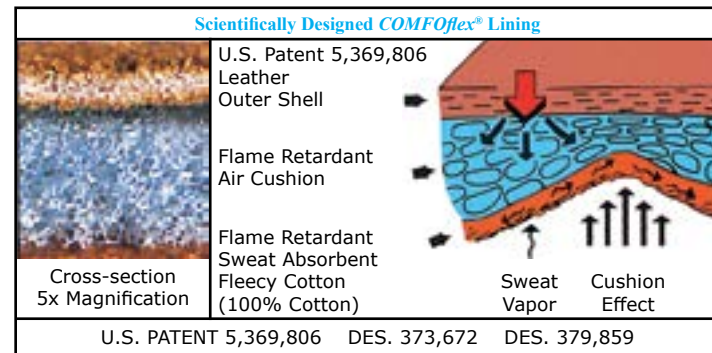 Scientifically Designed COMFOflex® Lining
U.S. Patent 5,369,806
Leather
Outer Shell
Flame Retardant
Air Cushion
Flame Retardant
Sweat Absorbent
Fleecy Cotton
(100% Cotton)
Cross-section
5x Magnification
Sweat
Vapor
Cushion
Effect
U.S. PATENT 5,369,806 DES. 373,672 DES. 379,859